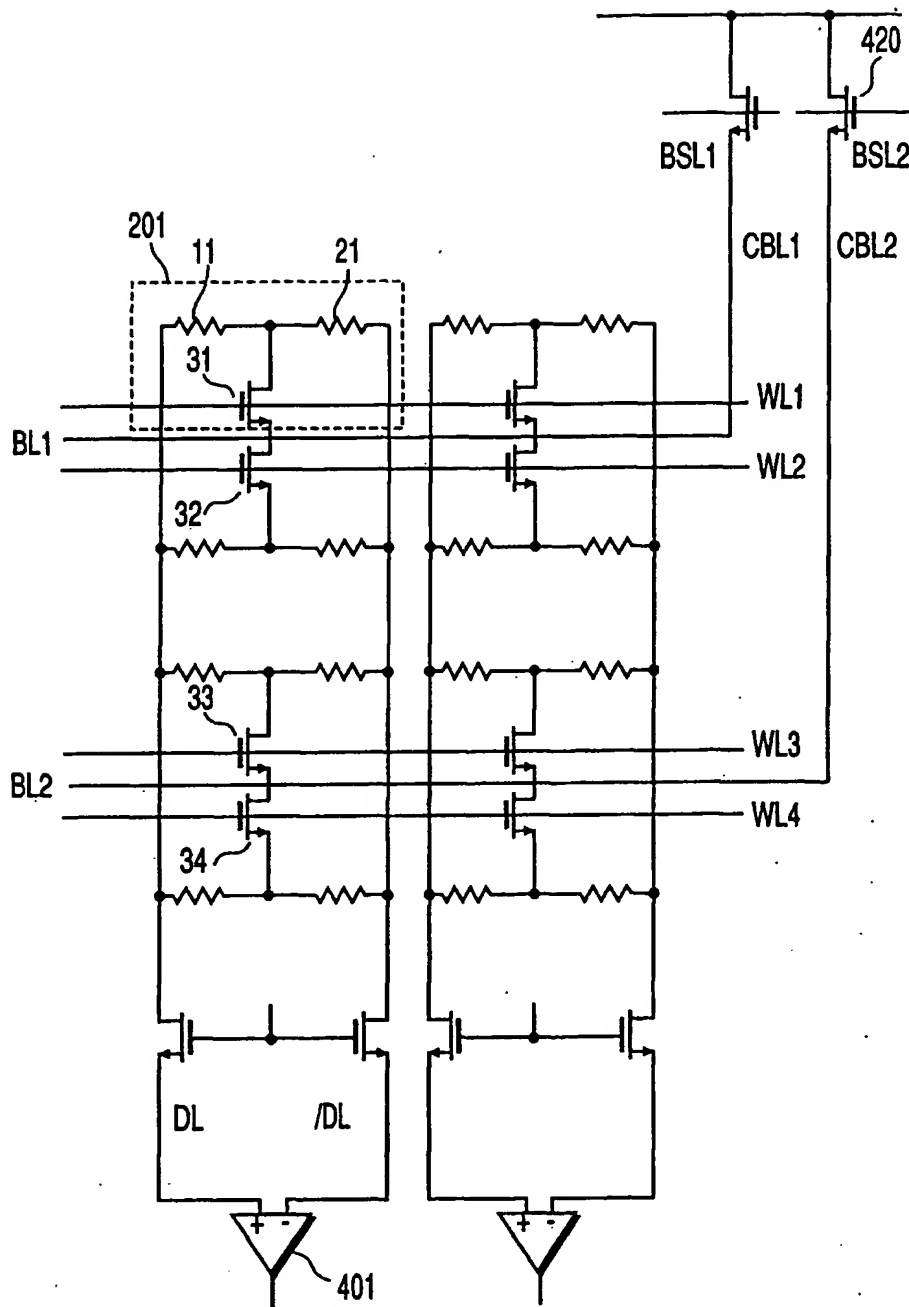 420
BSL1 BSL2
201
11 21 CBL1 CBL2
31
WL1
BL1
WL2
32
33
WL3
BL2
WL4
34
DL /DL
+ - + -
401